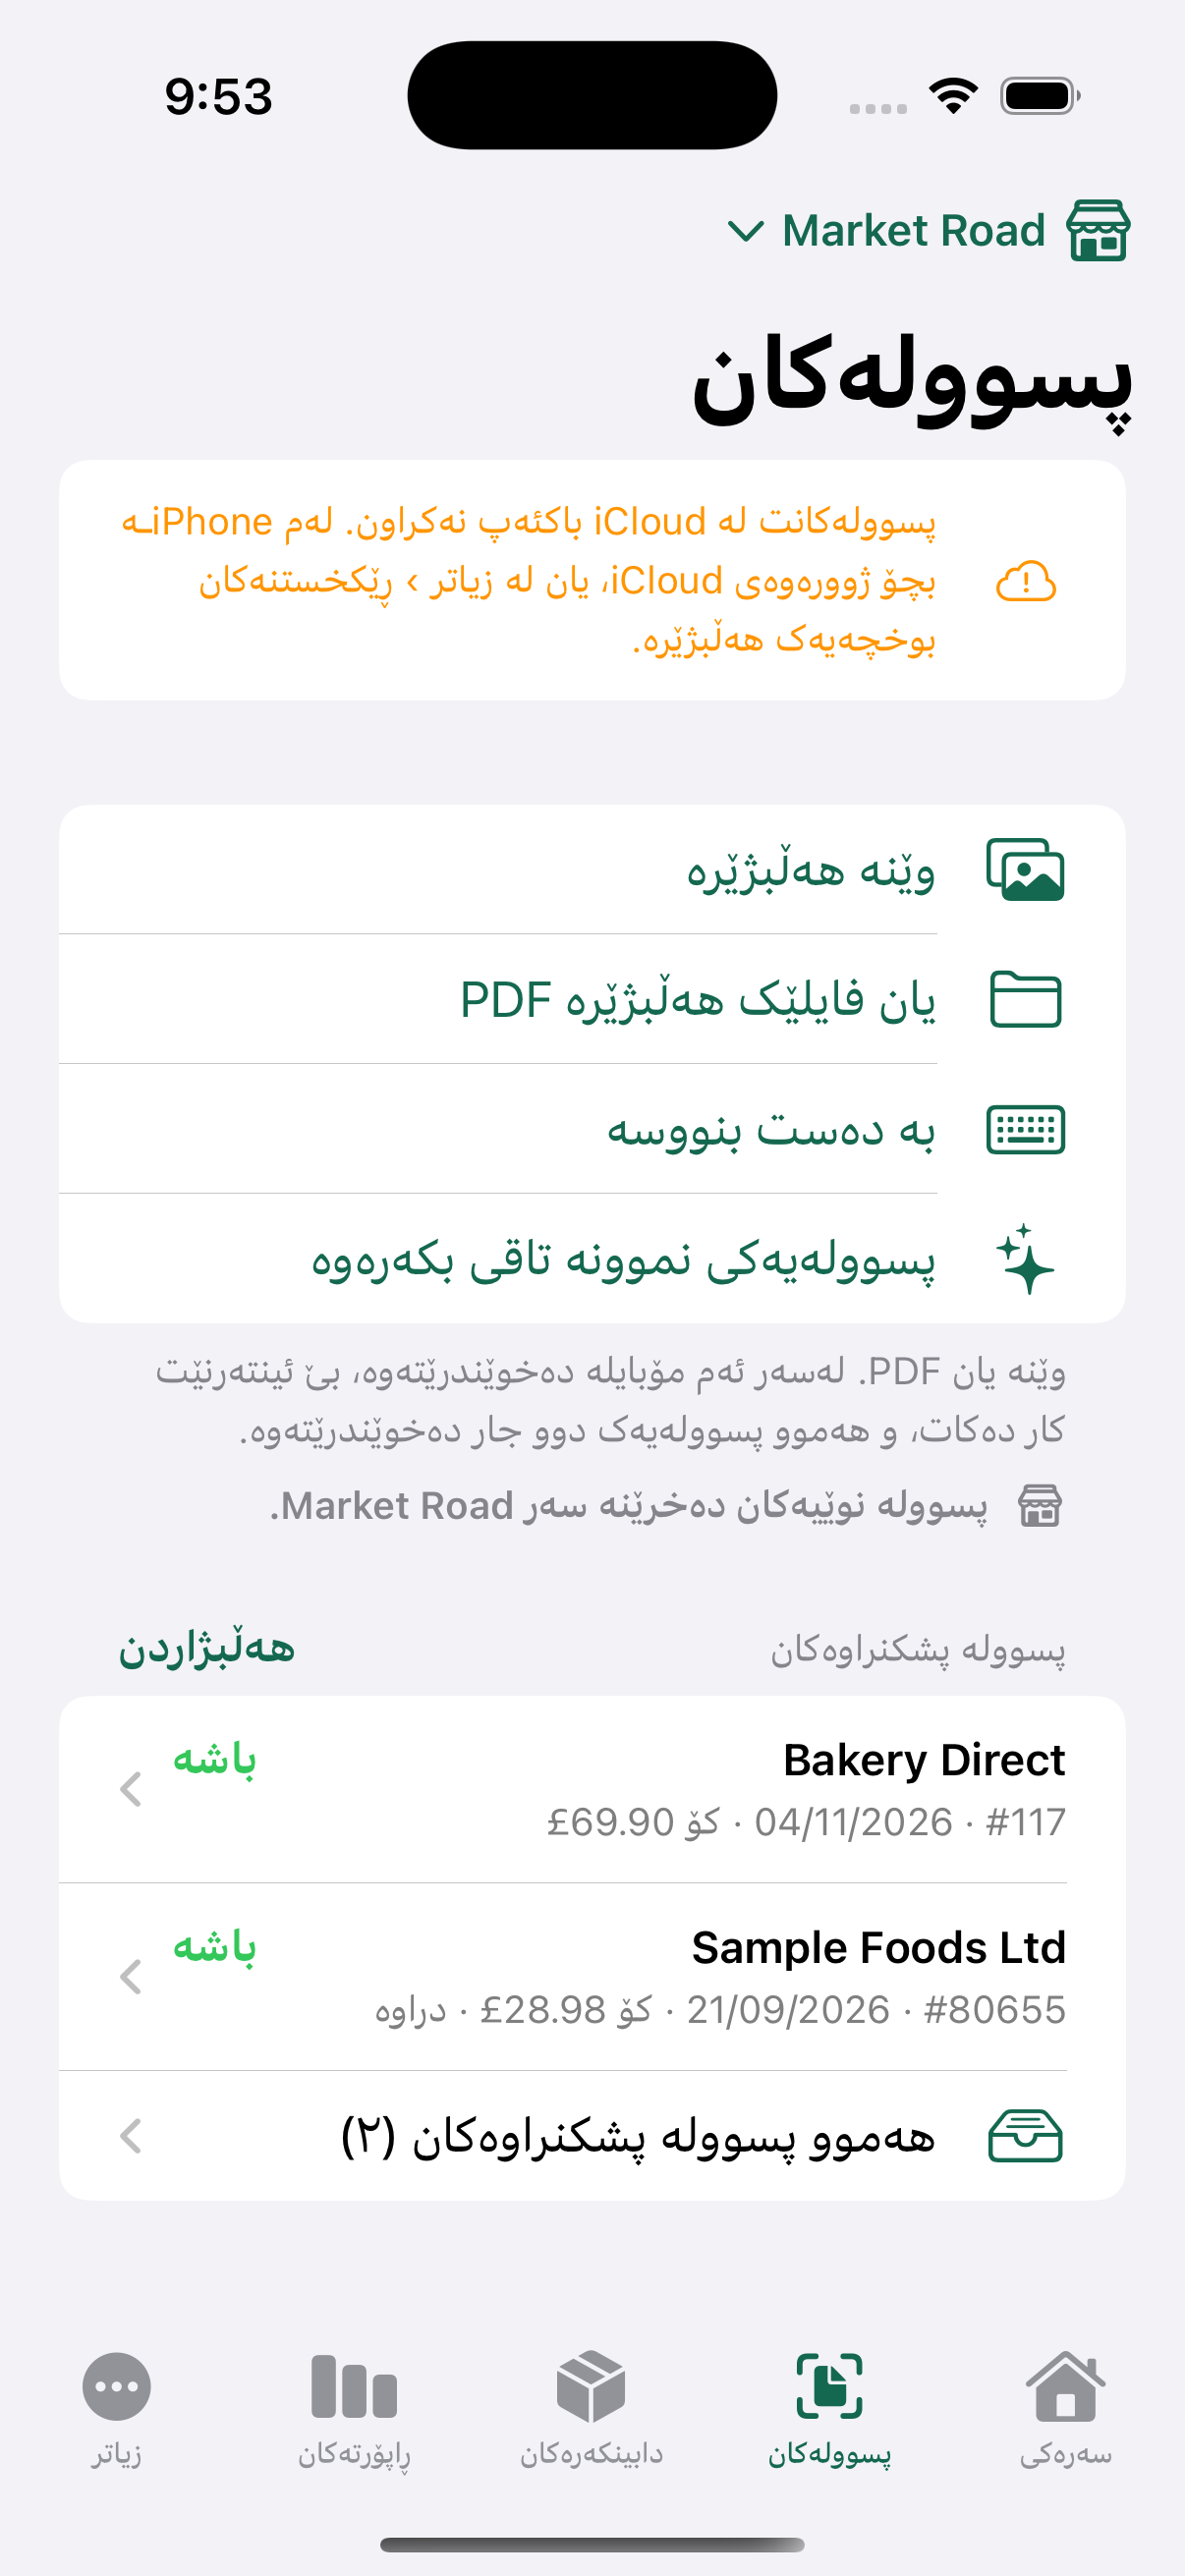 9:53
Market Road
پسوولەکان
پسوولەکانت لە iCloud باکئەپ نەکراون. لەم iPhoneـە
بچۆ ژوورەوەی iCloud، یان لە زیاتر › ڕێکخستنەکان
بوخچەیەک هەڵبژێرە.
وێنە هەڵبژێرە
یان فایلێک هەڵبژێرە PDF
بە دەست بنووسە
پسوولەیەکی نموونە تاقی بکەرەوە
وێنە یان PDF. لەسەر ئەم مۆبایلە دەخوێندرێتەوە، بێ ئینتەرنێت
کار دەکات، و هەموو پسوولەیەک دوو جار دەخوێندرێتەوە.
پسوولە نوێیەکان دەخرێنە سەر Market Road.
پسوولە پشکنراوەکان
هەڵبژاردن
Bakery Direct
باشە
#117 · 04/11/2026 · کۆ £69.90
Sample Foods Ltd
باشە
#80655 · 21/09/2026 · کۆ £28.98 · دراوە
هەموو پسوولە پشکنراوەکان (٢)
سەرەکی
پسوولەکان
دابینکەرەکان
ڕاپۆرتەکان
زیاتر